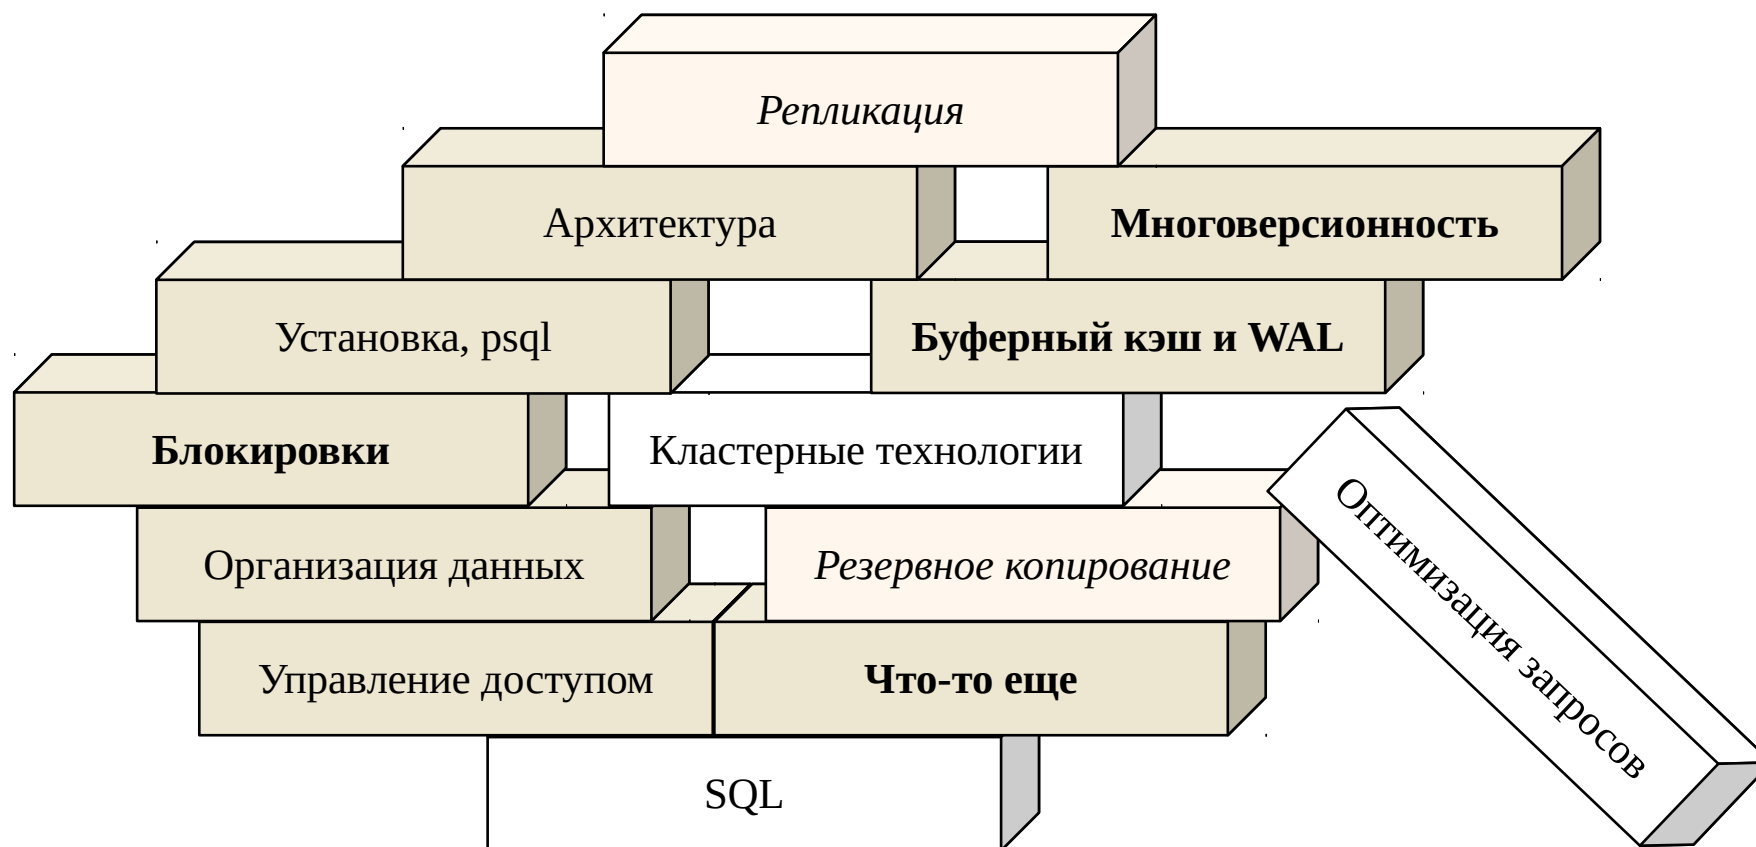 Репликация
Архитектура
Многоверсионность
Установка, psql
Буферный кэш и WAL
Блокировки
Кластерные технологии
Оптимизация запросов
Организация данных
Резервное копирование
Управление доступом
Что-то еще
SQL